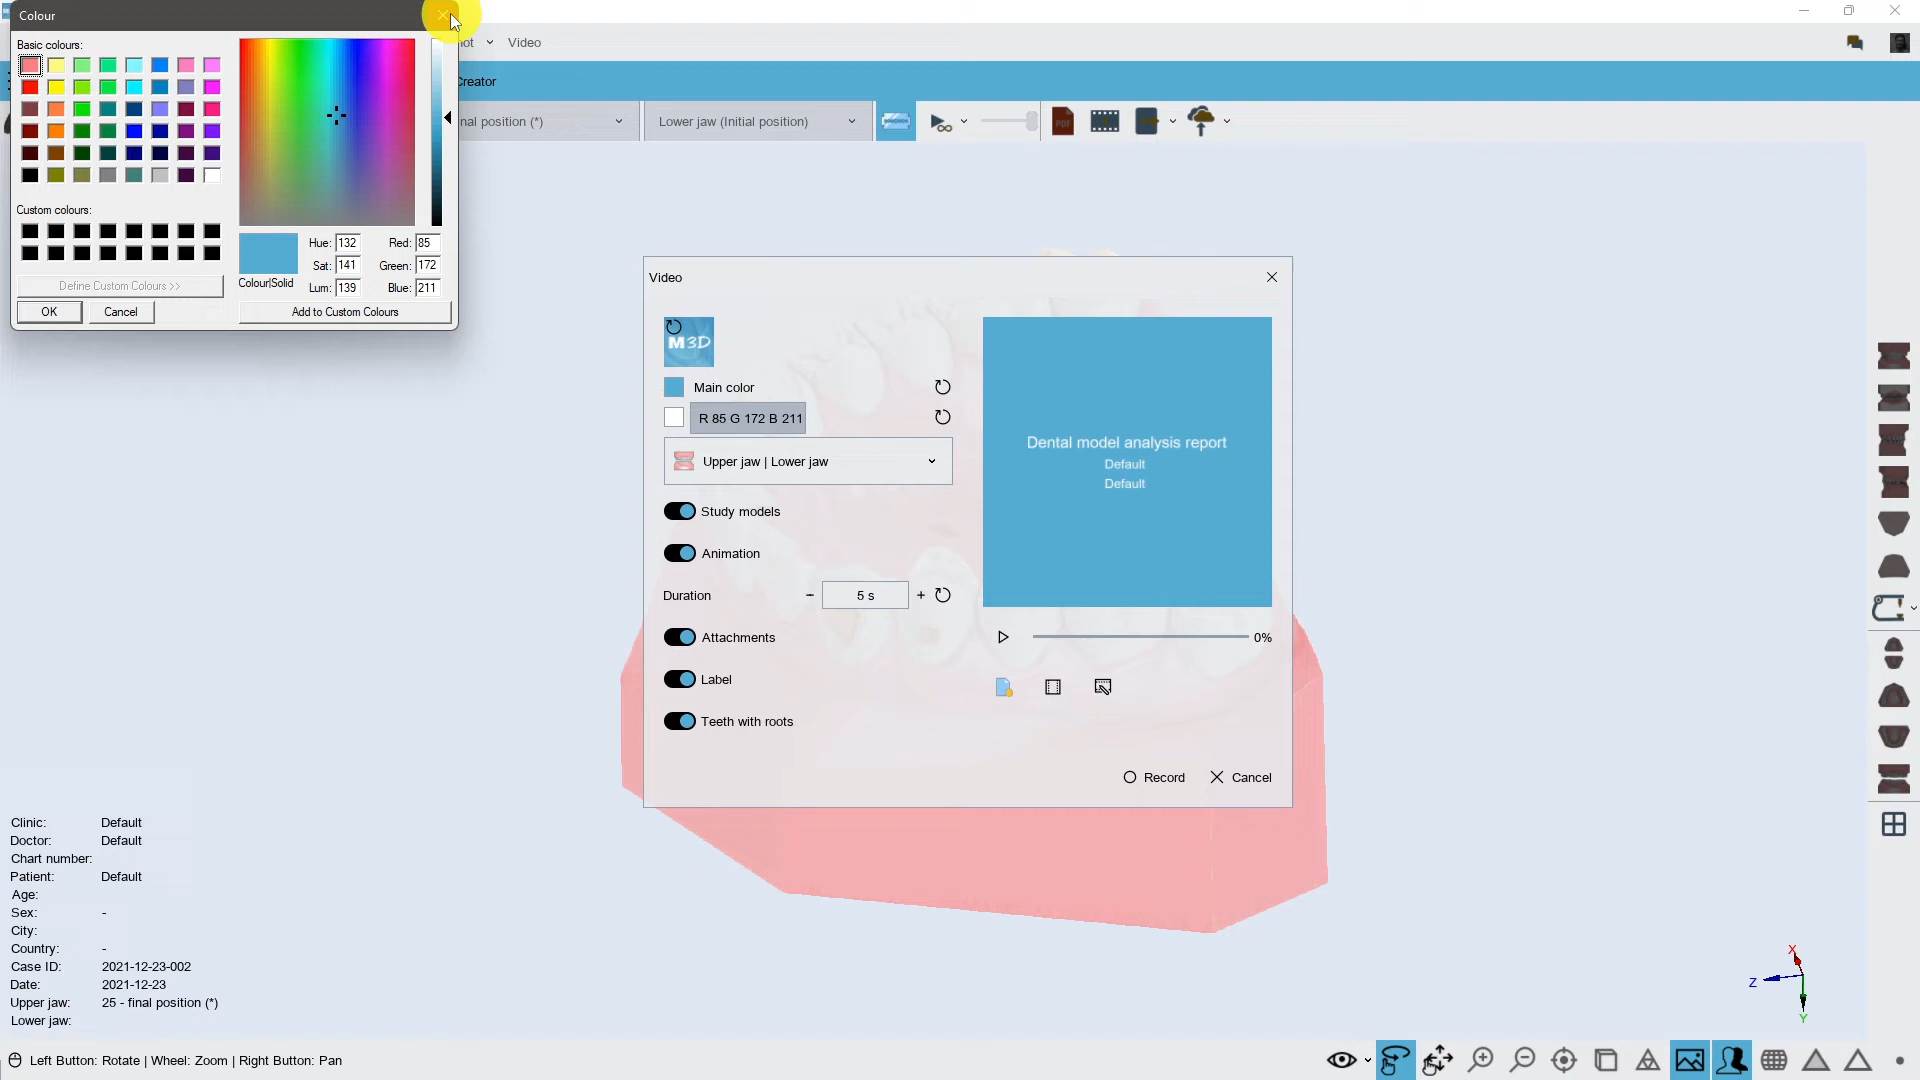 Colour
Video
Creator
Basic colours:
Custom colours:
Define Custom Colours >>
OK
Cancel
Hue: 132
Sat: 141
Lum: 139
Red: 85
Green: 172
Blue: 211
Colour|Solid
Add to Custom Colours
nal position (*)
Lower jaw (Initial position)
PDF
Video
M3D
Main color
R 85 G 172 B 211
Upper jaw | Lower jaw
Study models
Animation
Duration
5 s
Attachments
Label
Teeth with roots
Dental model analysis report
Default
Default
0%
Record
Cancel
Clinic: Default
Doctor: Default
Chart number:
Patient: Default
Age:
Sex: -
City:
Country: -
Case ID: 2021-12-23-002
Date: 2021-12-23
Upper jaw: 25 - final position (*)
Lower jaw:
X
Z
Y
Left Button: Rotate | Wheel: Zoom | Right Button: Pan